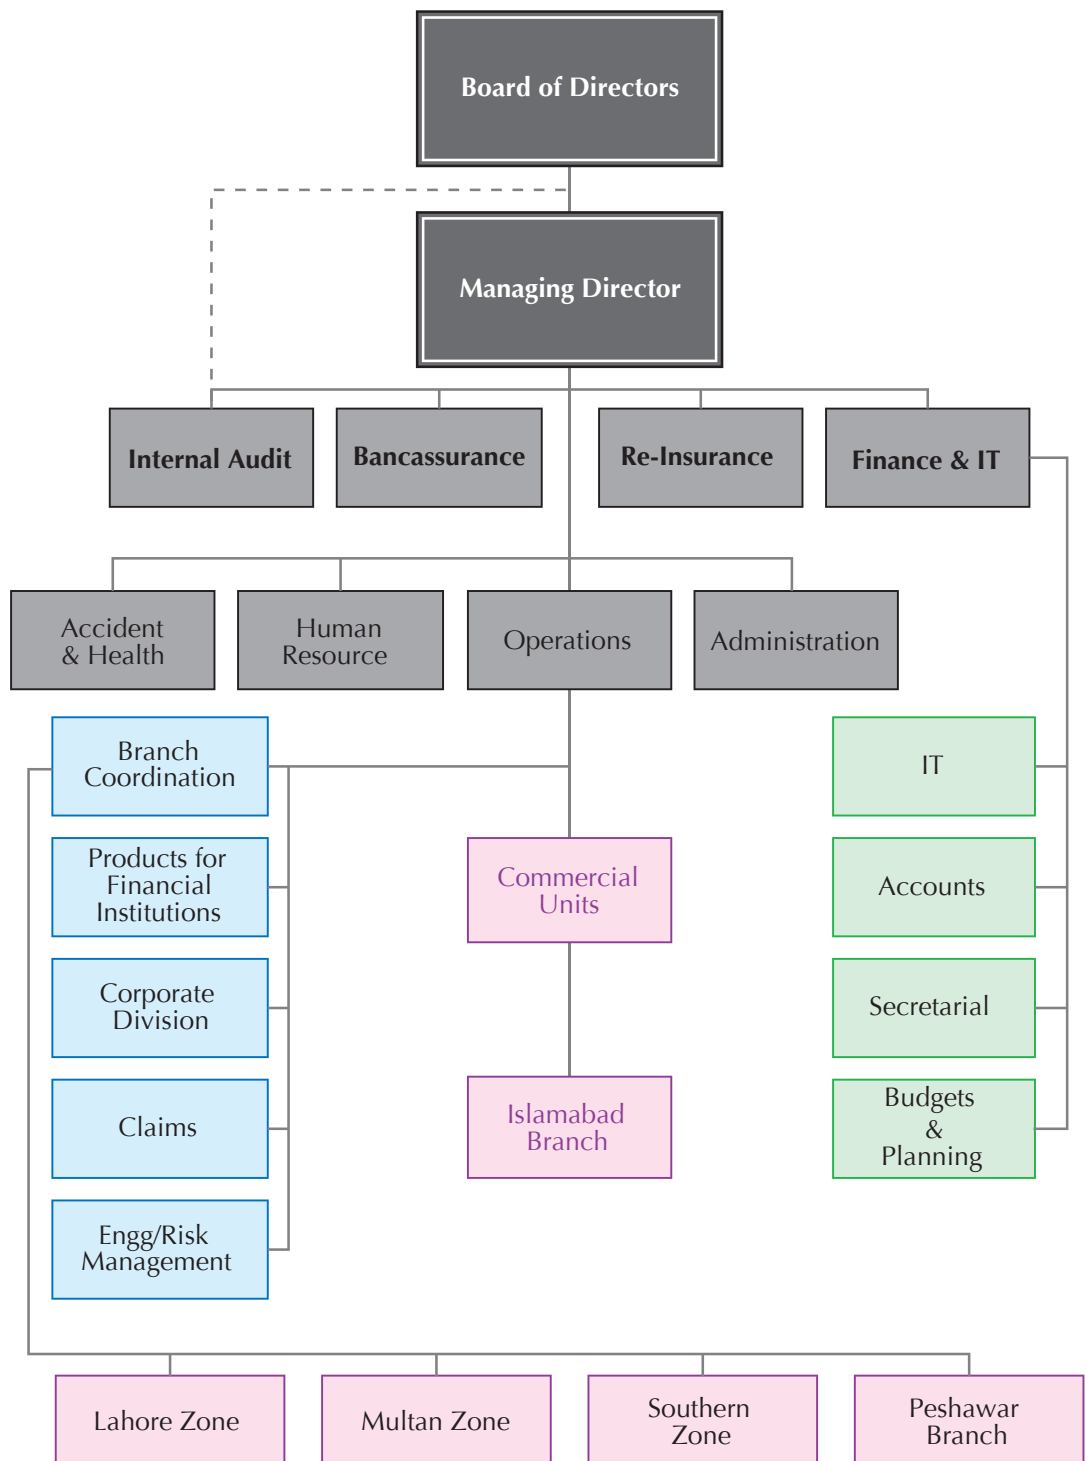 Board of Directors
Managing Director
Internal Audit
Bancassurance
Re-Insurance
Finance & IT
Accident
& Health
Human
Resource
Operations
Administration
Branch
Coordination
IT
Products for
Financial
Institutions
Commercial
Units
Accounts
Corporate
Division
Secretarial
Claims
Islamabad
Branch
Budgets
&
Planning
Engg/Risk
Management
Lahore Zone
Multan Zone
Southern
Zone
Peshawar
Branch